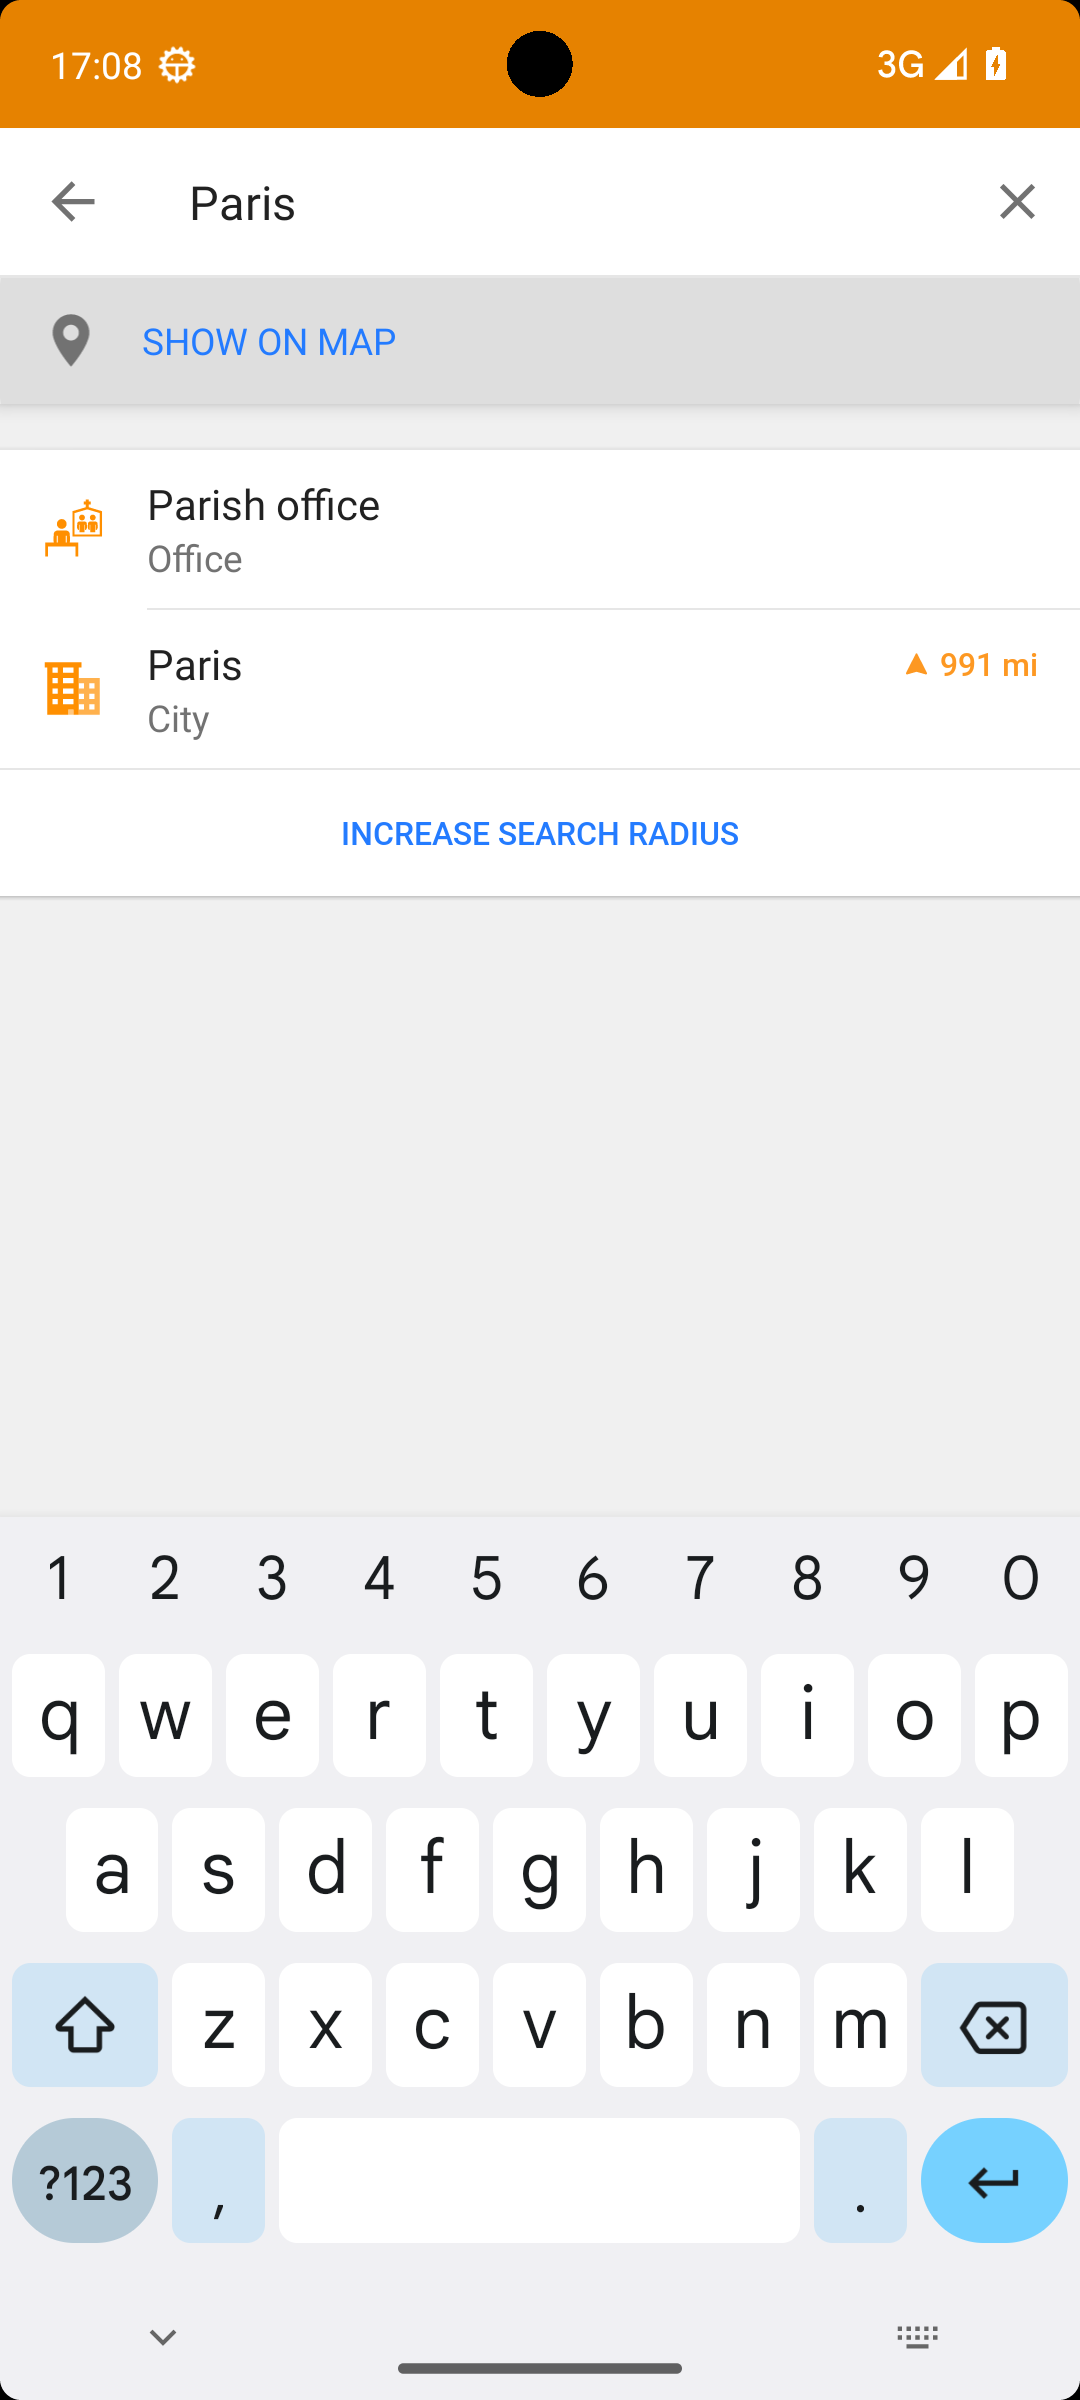 17:08
3G
Paris
SHOW ON MAP
Parish office
Office
Paris
991 mi
City
INCREASE SEARCH RADIUS
1 2 3 4 5 6 7 8 9 0
q w e r t y u i o p
a s d f g h j k l
z x c v b n m
?123 , .